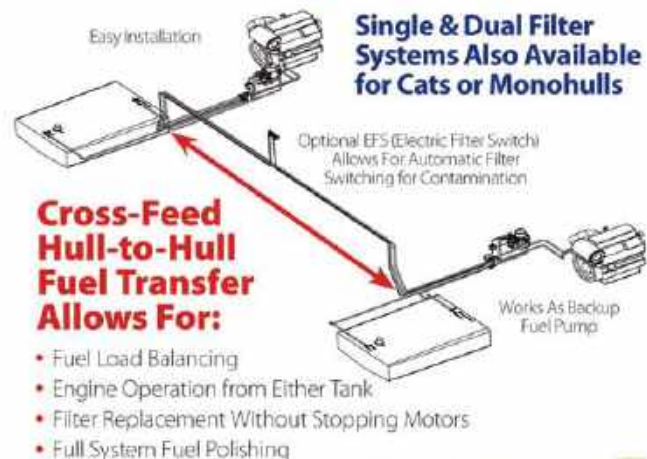 Easy Installation
Single & Dual Filter
Systems Also Available
for Cats or Monohulls
Optional EFS (Electric Filter Switch)
Allows For Automatic Filter
Switching for Contamination
Cross-Feed
Hull-to-Hull
Fuel Transfer
Allows For:
Works As Backup
Fuel Pump
• Fuel Load Balancing
• Engine Operation from Either Tank
• Filter Replacement Without Stopping Motors
• Full System Fuel Polishing